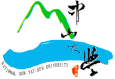 中山大學
NATIONAL SUN YAT-SEN UNIVERSITY